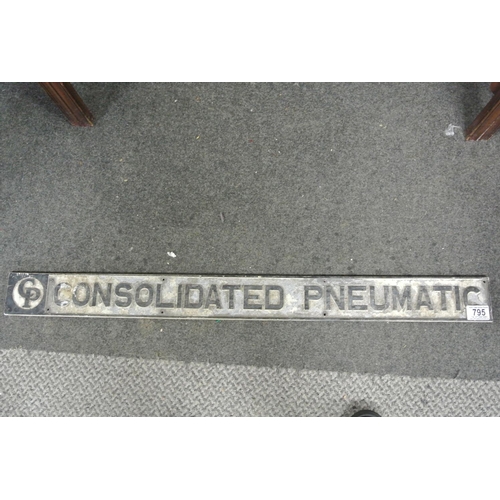 CP CONSOLIDATED PNEUMATIC
795